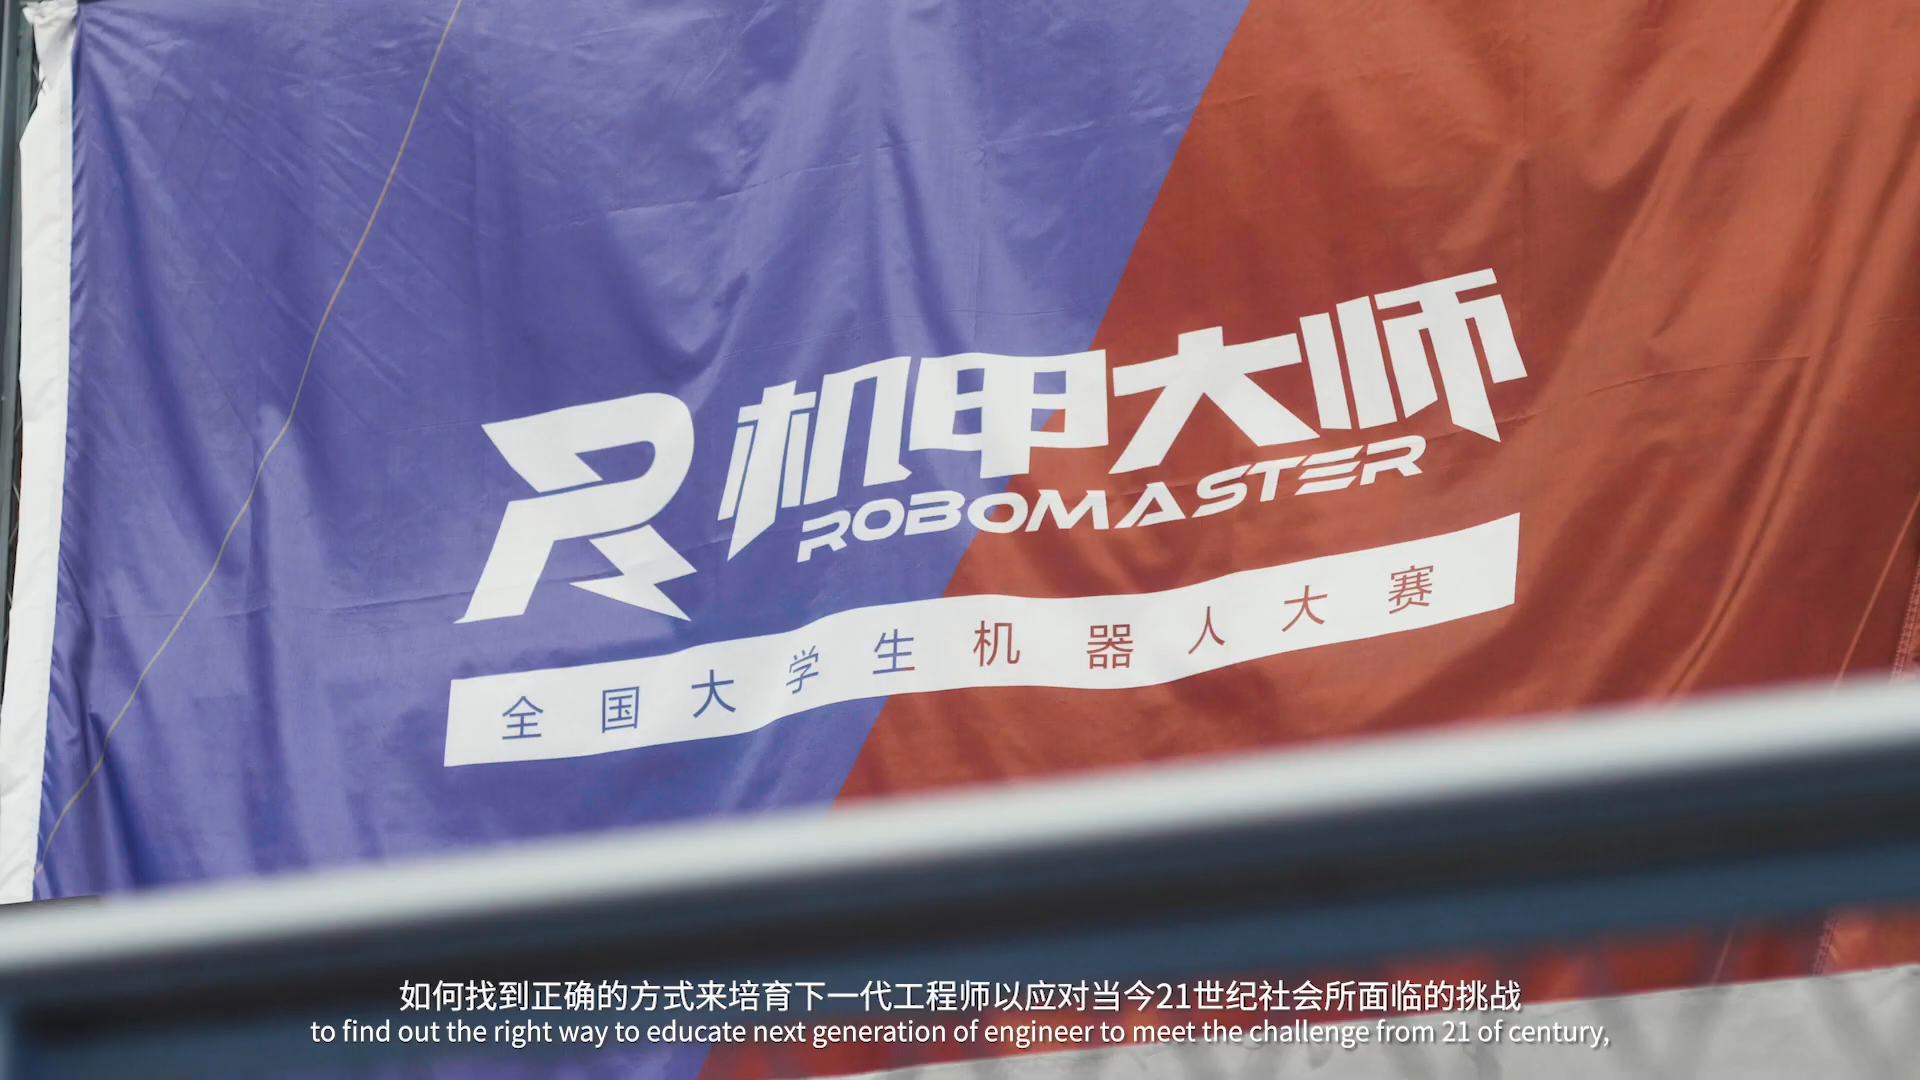 R 机甲大师
ROBOMASTER
全国大学生机器人大赛
如何找到正确的方式来培育下一代工程师以应对当今21世纪社会所面临的挑战
to find out the right way to educate next generation of engineer to meet the challenge from 21 of century,